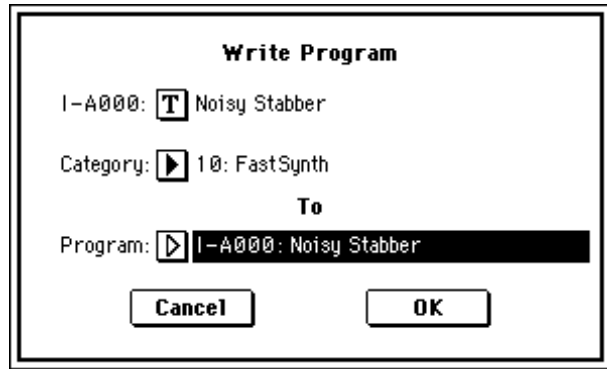 Write Program
I-A000: T Noisy Stabber
Category: 10: FastSynth
To
Program: I-A000: Noisy Stabber
Cancel OK